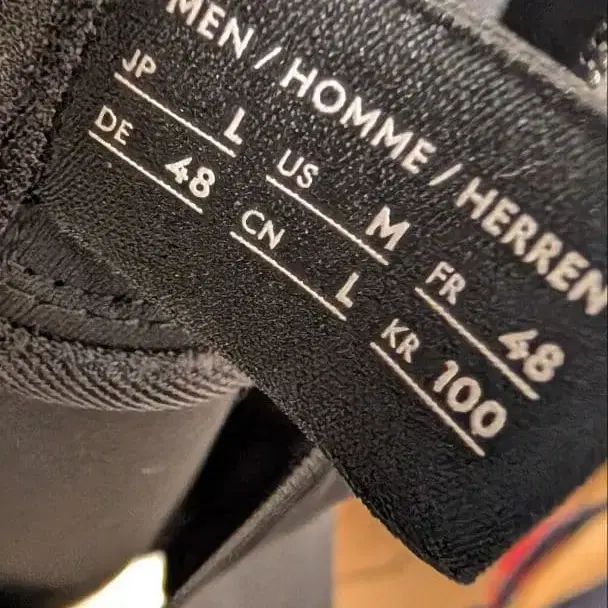 MEN / HOMME / HERREN
JP L US M FR 48
DE 48 CN L KR 100